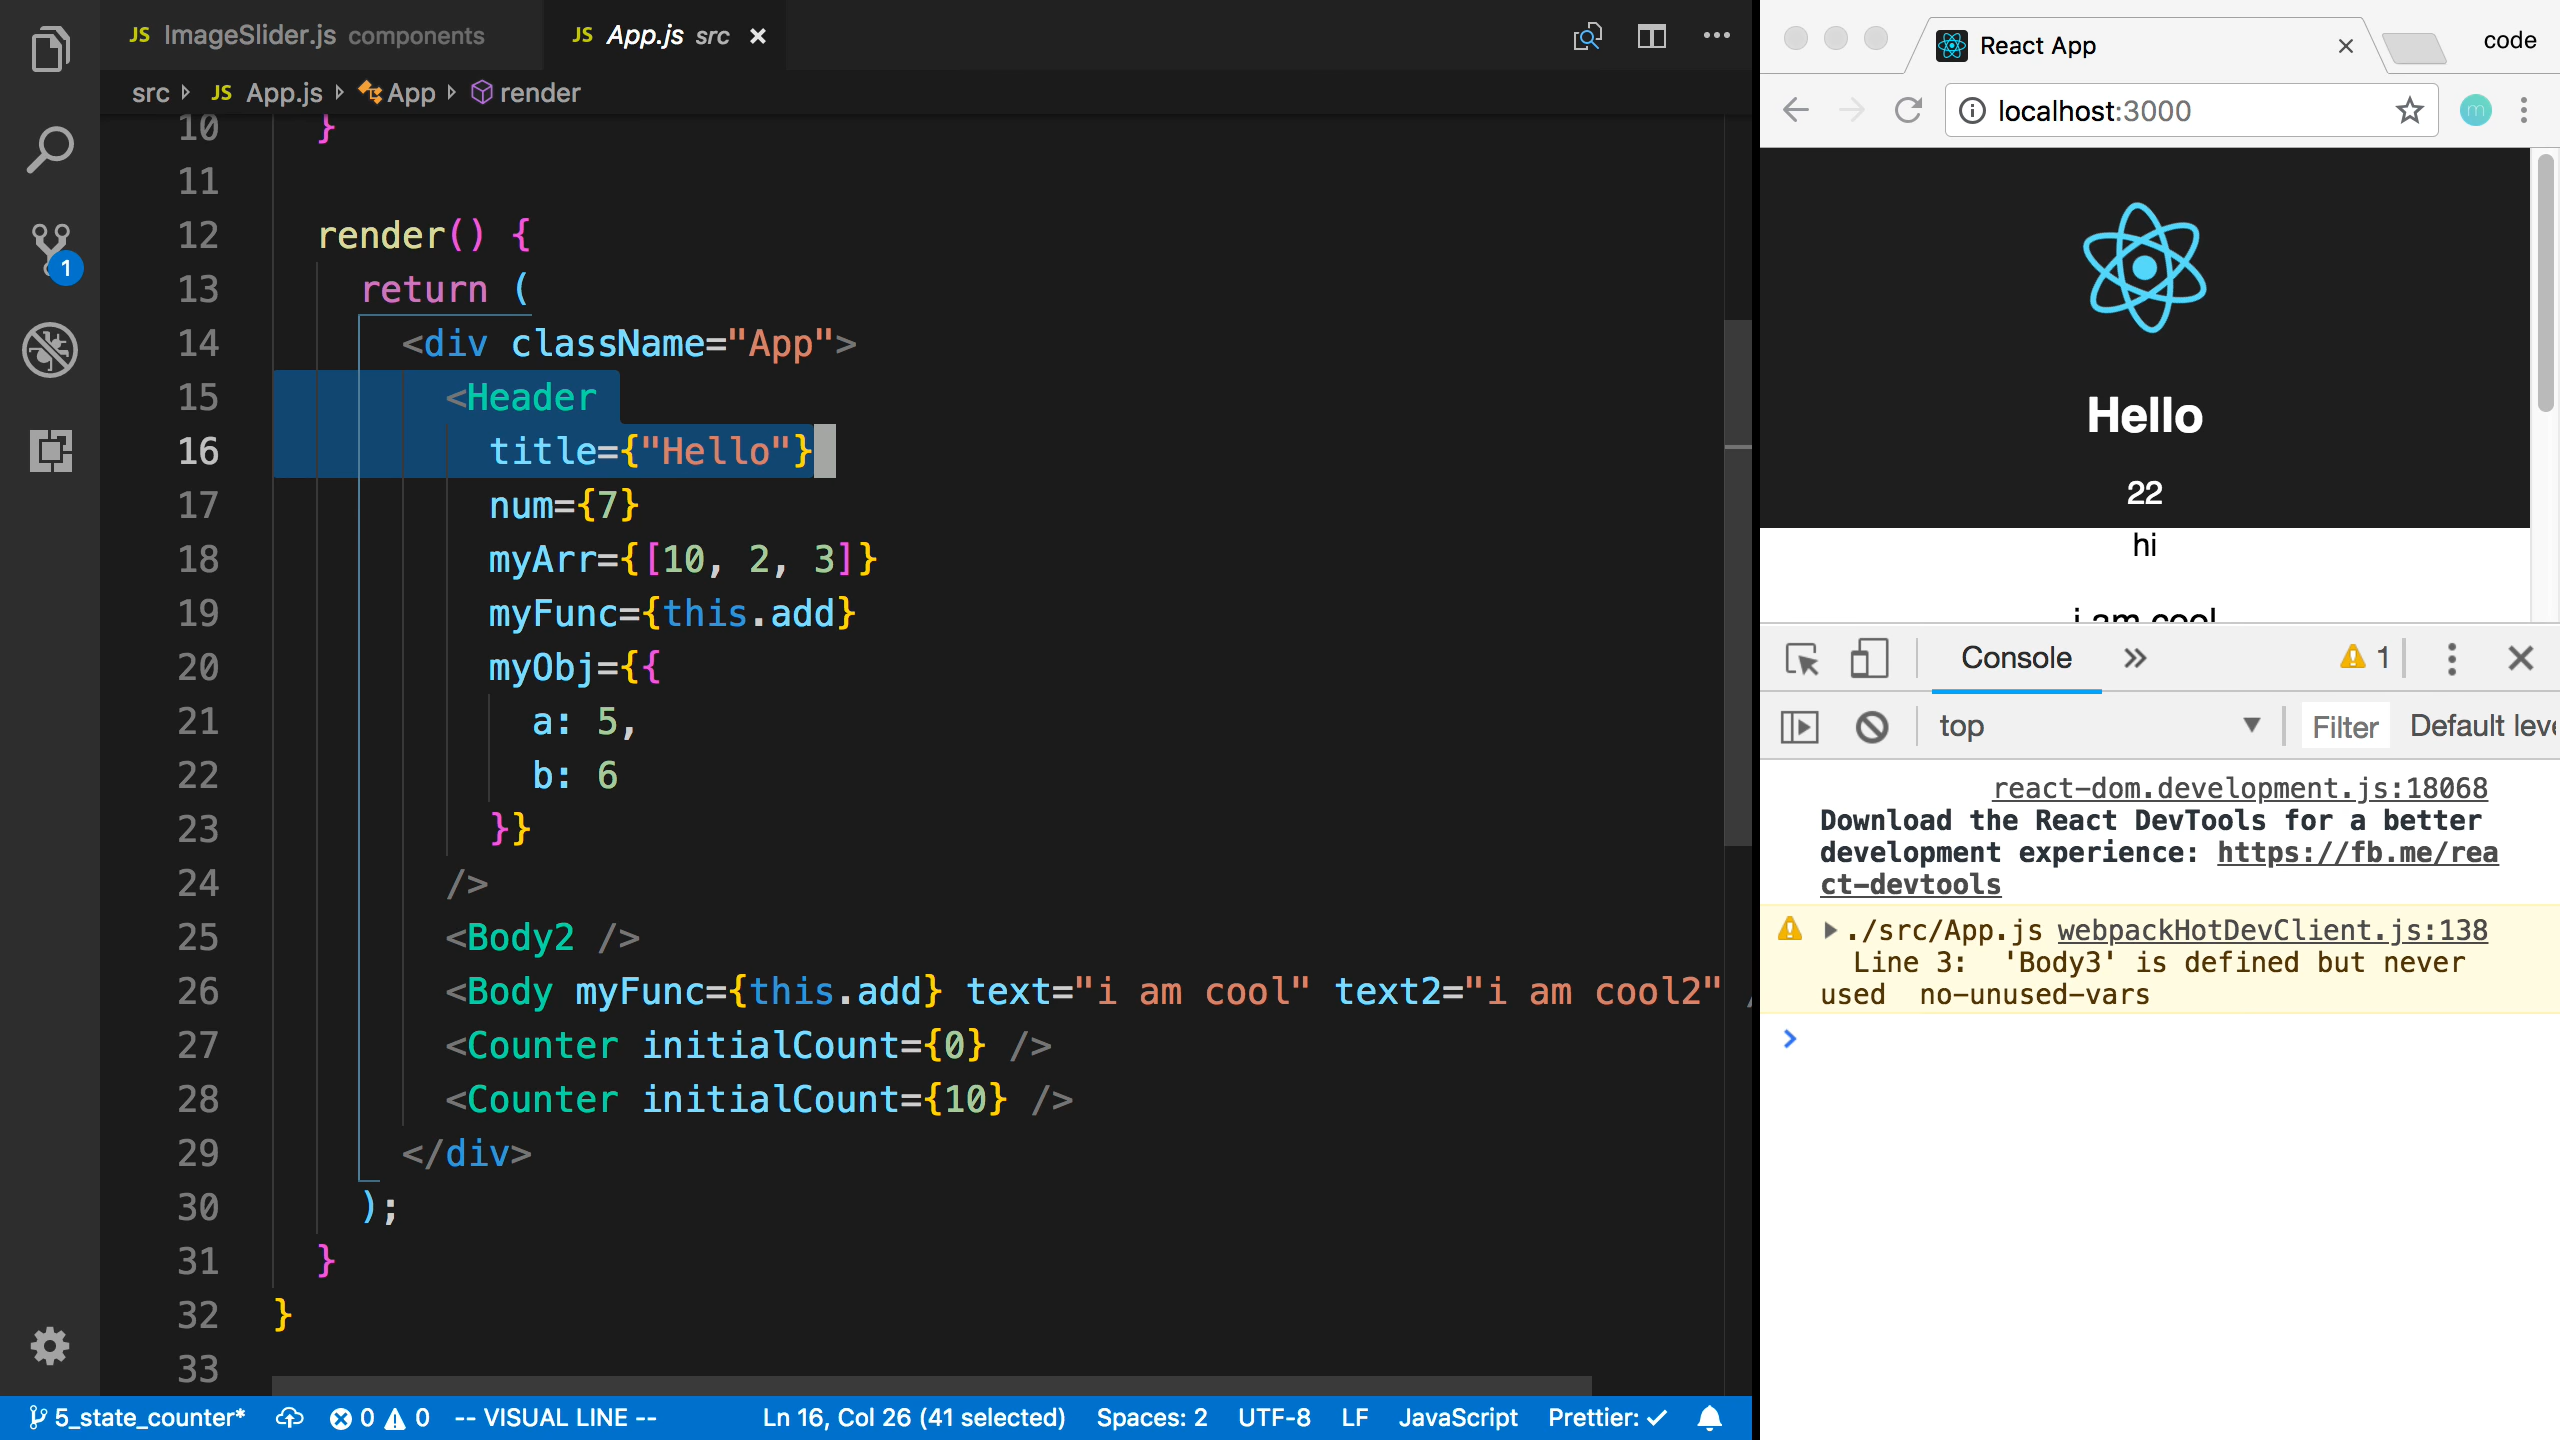 JS ImageSlider.js components
JS App.js src
src JS App.js App render
10 }
11
12 render() {
13 return (
14 <div className="App">
15 <Header
16 title={"Hello"}
17 num={7}
18 myArr={[10, 2, 3]}
19 myFunc={this.add}
20 myObj={{
21 a: 5,
22 b: 6
23 }}
24 />
25 <Body2 />
26 <Body myFunc={this.add} text="i am cool" text2="i am cool2" /
27 <Counter initialCount={0} />
28 <Counter initialCount={10} />
29 </div>
30 );
31 }
32 }
33
1
5_state_counter* 0 0 -- VISUAL LINE -- Ln 16, Col 26 (41 selected) Spaces: 2 UTF-8 LF JavaScript Prettier: ✓
React App
code
localhost:3000
m
Hello
22
hi
i am cool
Console » 1
top Filter Default leve
react-dom.development.js:18068
Download the React DevTools for a better
development experience: https://fb.me/rea
ct-devtools
./src/App.js webpackHotDevClient.js:138
Line 3: 'Body3' is defined but never
used no-unused-vars